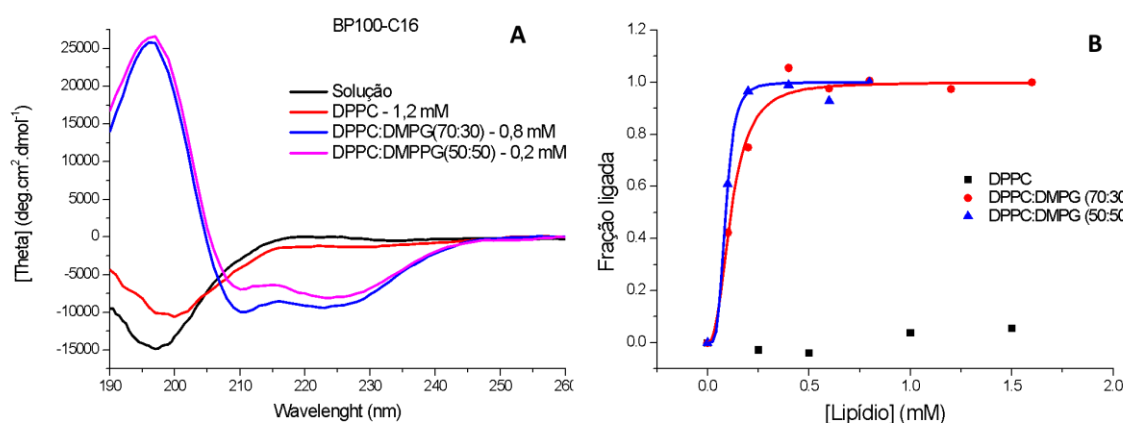 BP100-C16
A
Solução
DPPC - 1,2 mM
DPPC:DMPG(70:30) - 0,8 mM
DPPC:DMPPG(50:50) - 0,2 mM
[Theta] (deg.cm².dmol⁻¹)
25000
20000
15000
10000
5000
0
-5000
-10000
-15000
190 200 210 220 230 240 250 260
Wavelenght (nm)
B
DPPC
DPPC:DMPG (70:30
DPPC:DMPG (50:50
Fração ligada
1.2
1.0
0.8
0.6
0.4
0.2
0.0
0.0 0.5 1.0 1.5 2.0
[Lipídio] (mM)